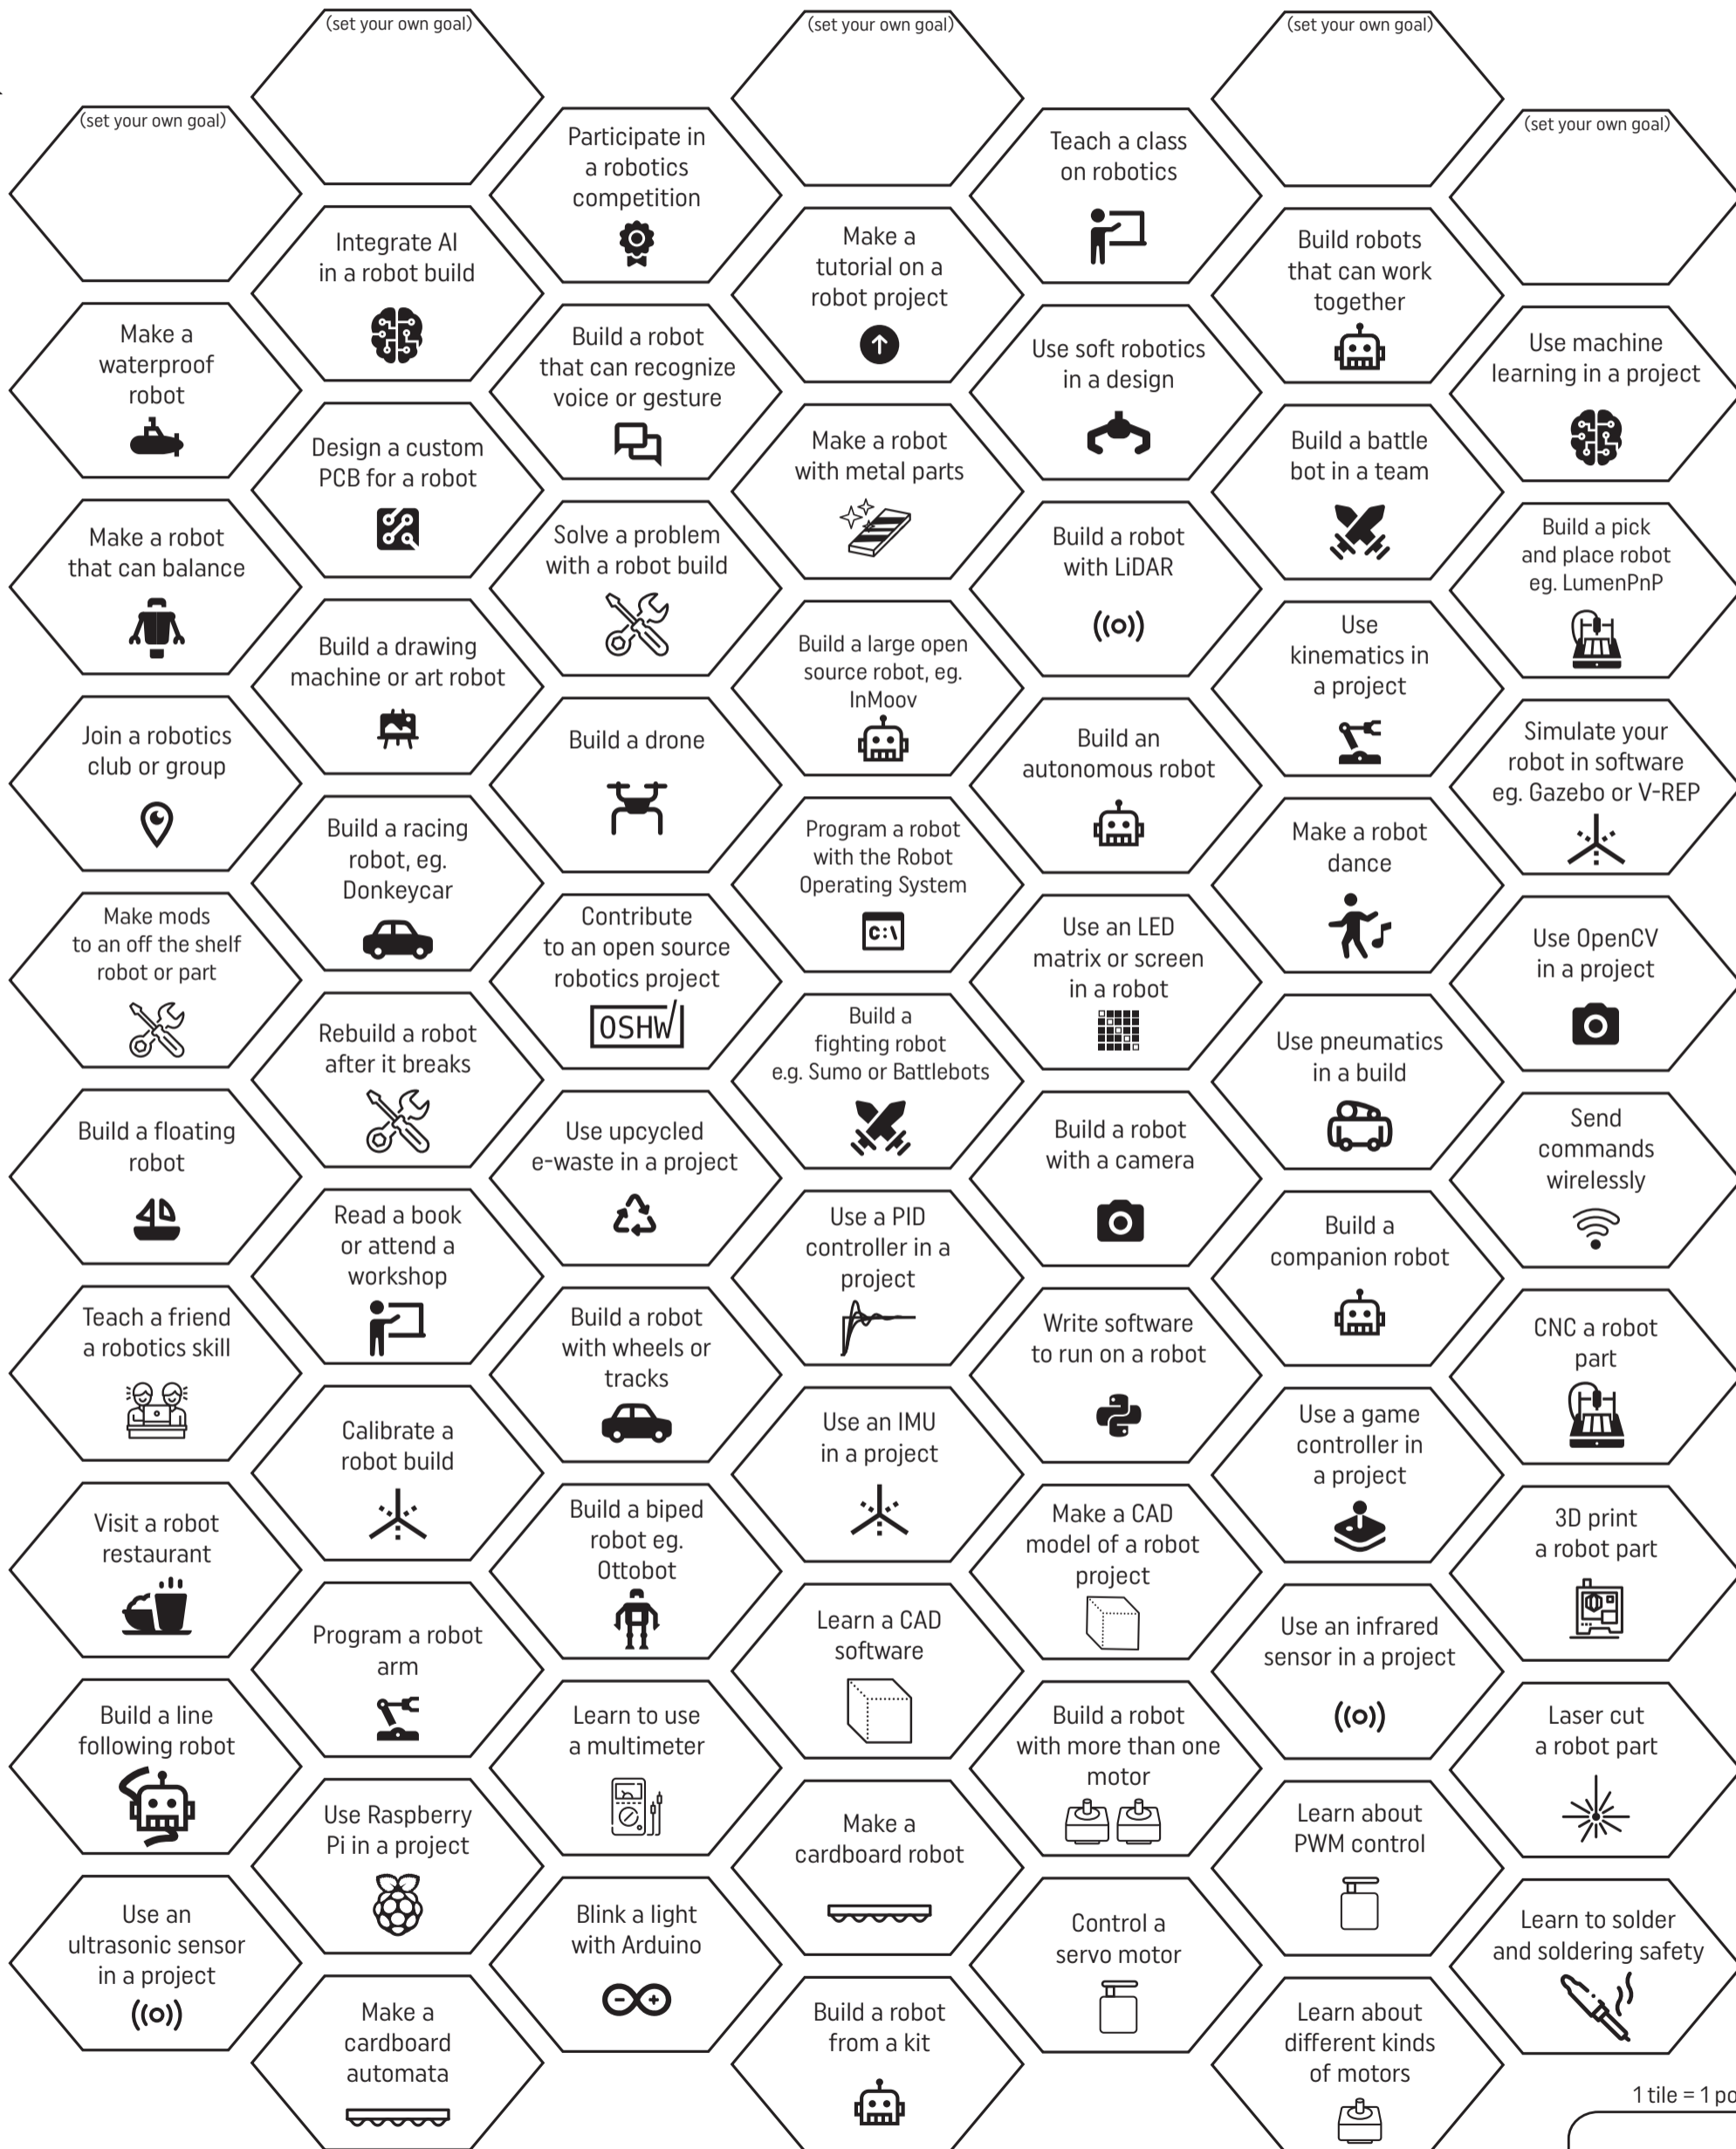 (set your own goal)
(set your own goal)
(set your own goal)
(set your own goal)
(set your own goal)
Participate in
a robotics
competition
Teach a class
on robotics
Integrate AI
in a robot build
Make a
tutorial on a
robot project
Build robots
that can work
together
Make a
waterproof
robot
Build a robot
that can recognize
voice or gesture
Use soft robotics
in a design
Use machine
learning in a project
Design a custom
PCB for a robot
Make a robot
with metal parts
Build a battle
bot in a team
Make a robot
that can balance
Solve a problem
with a robot build
Build a robot
with LiDAR
Build a pick
and place robot
eg. LumenPnP
Build a drawing
machine or art robot
Build a large open
source robot, eg.
InMoov
Use
kinematics in
a project
Join a robotics
club or group
Build a drone
Build an
autonomous robot
Simulate your
robot in software
eg. Gazebo or V-REP
Build a racing
robot, eg.
Donkeycar
Program a robot
with the Robot
Operating System
C:\
Make a robot
dance
Make mods
to an off the shelf
robot or part
Contribute
to an open source
robotics project
OSHW
Use an LED
matrix or screen
in a robot
Use OpenCV
in a project
Rebuild a robot
after it breaks
Build a
fighting robot
e.g. Sumo or Battlebots
Use pneumatics
in a build
Build a floating
robot
Use upcycled
e-waste in a project
Build a robot
with a camera
Send
commands
wirelessly
Read a book
or attend a
workshop
Use a PID
controller in a
project
Build a
companion robot
Teach a friend
a robotics skill
Build a robot
with wheels or
tracks
Write software
to run on a robot
CNC a robot
part
Calibrate a
robot build
Use an IMU
in a project
Use a game
controller in
a project
Visit a robot
restaurant
Build a biped
robot eg.
Ottobot
Make a CAD
model of a robot
project
3D print
a robot part
Program a robot
arm
Learn a CAD
software
Use an infrared
sensor in a project
Build a line
following robot
Learn to use
a multimeter
Build a robot
with more than one
motor
Laser cut
a robot part
Use Raspberry
Pi in a project
Make a
cardboard robot
Learn about
PWM control
Use an
ultrasonic sensor
in a project
Blink a light
with Arduino
Control a
servo motor
Learn to solder
and soldering safety
Make a
cardboard
automata
Build a robot
from a kit
Learn about
different kinds
of motors
1 tile = 1 po